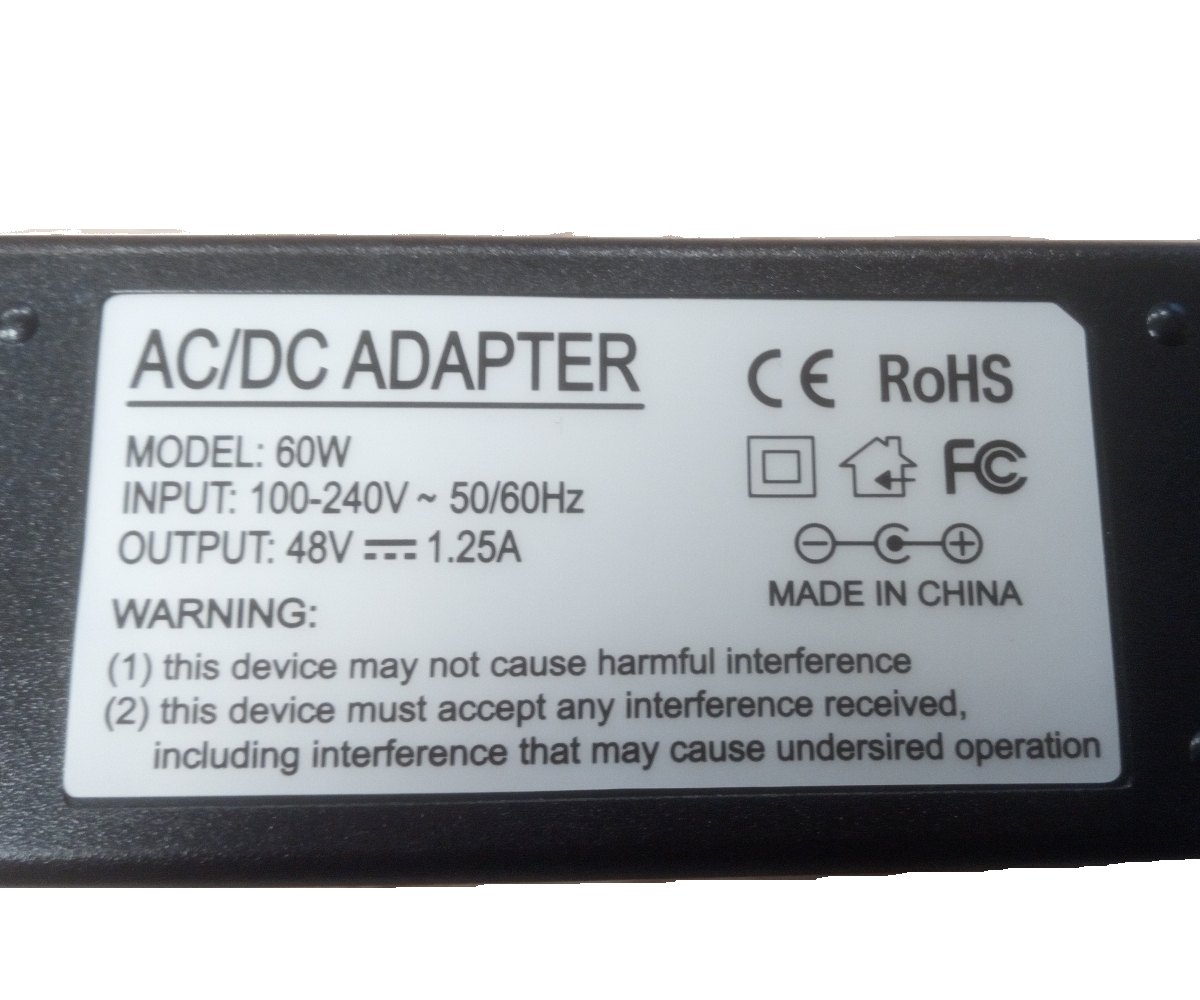 AC/DC ADAPTER
CE RoHS
MODEL: 60W
INPUT: 100-240V ~ 50/60Hz
FC
OUTPUT: 48V ⎓ 1.25A
MADE IN CHINA
WARNING:
(1) this device may not cause harmful interference
(2) this device must accept any interference received,
including interference that may cause undersired operation